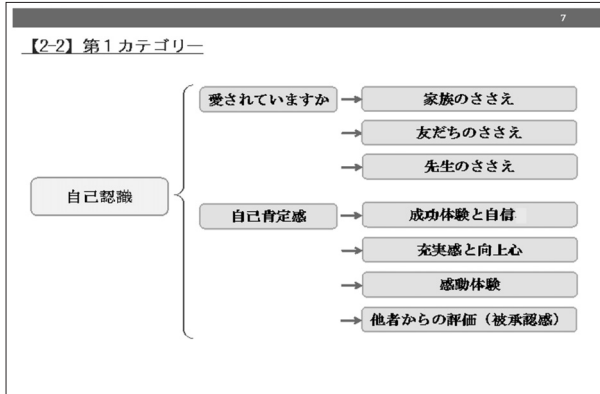 7
【2-2】第1カテゴリー
愛されていますか
家族のささえ
友だちのささえ
先生のささえ
自己認識
自己肯定感
成功体験と自信
充実感と向上心
感動体験
他者からの評価（被承認感）